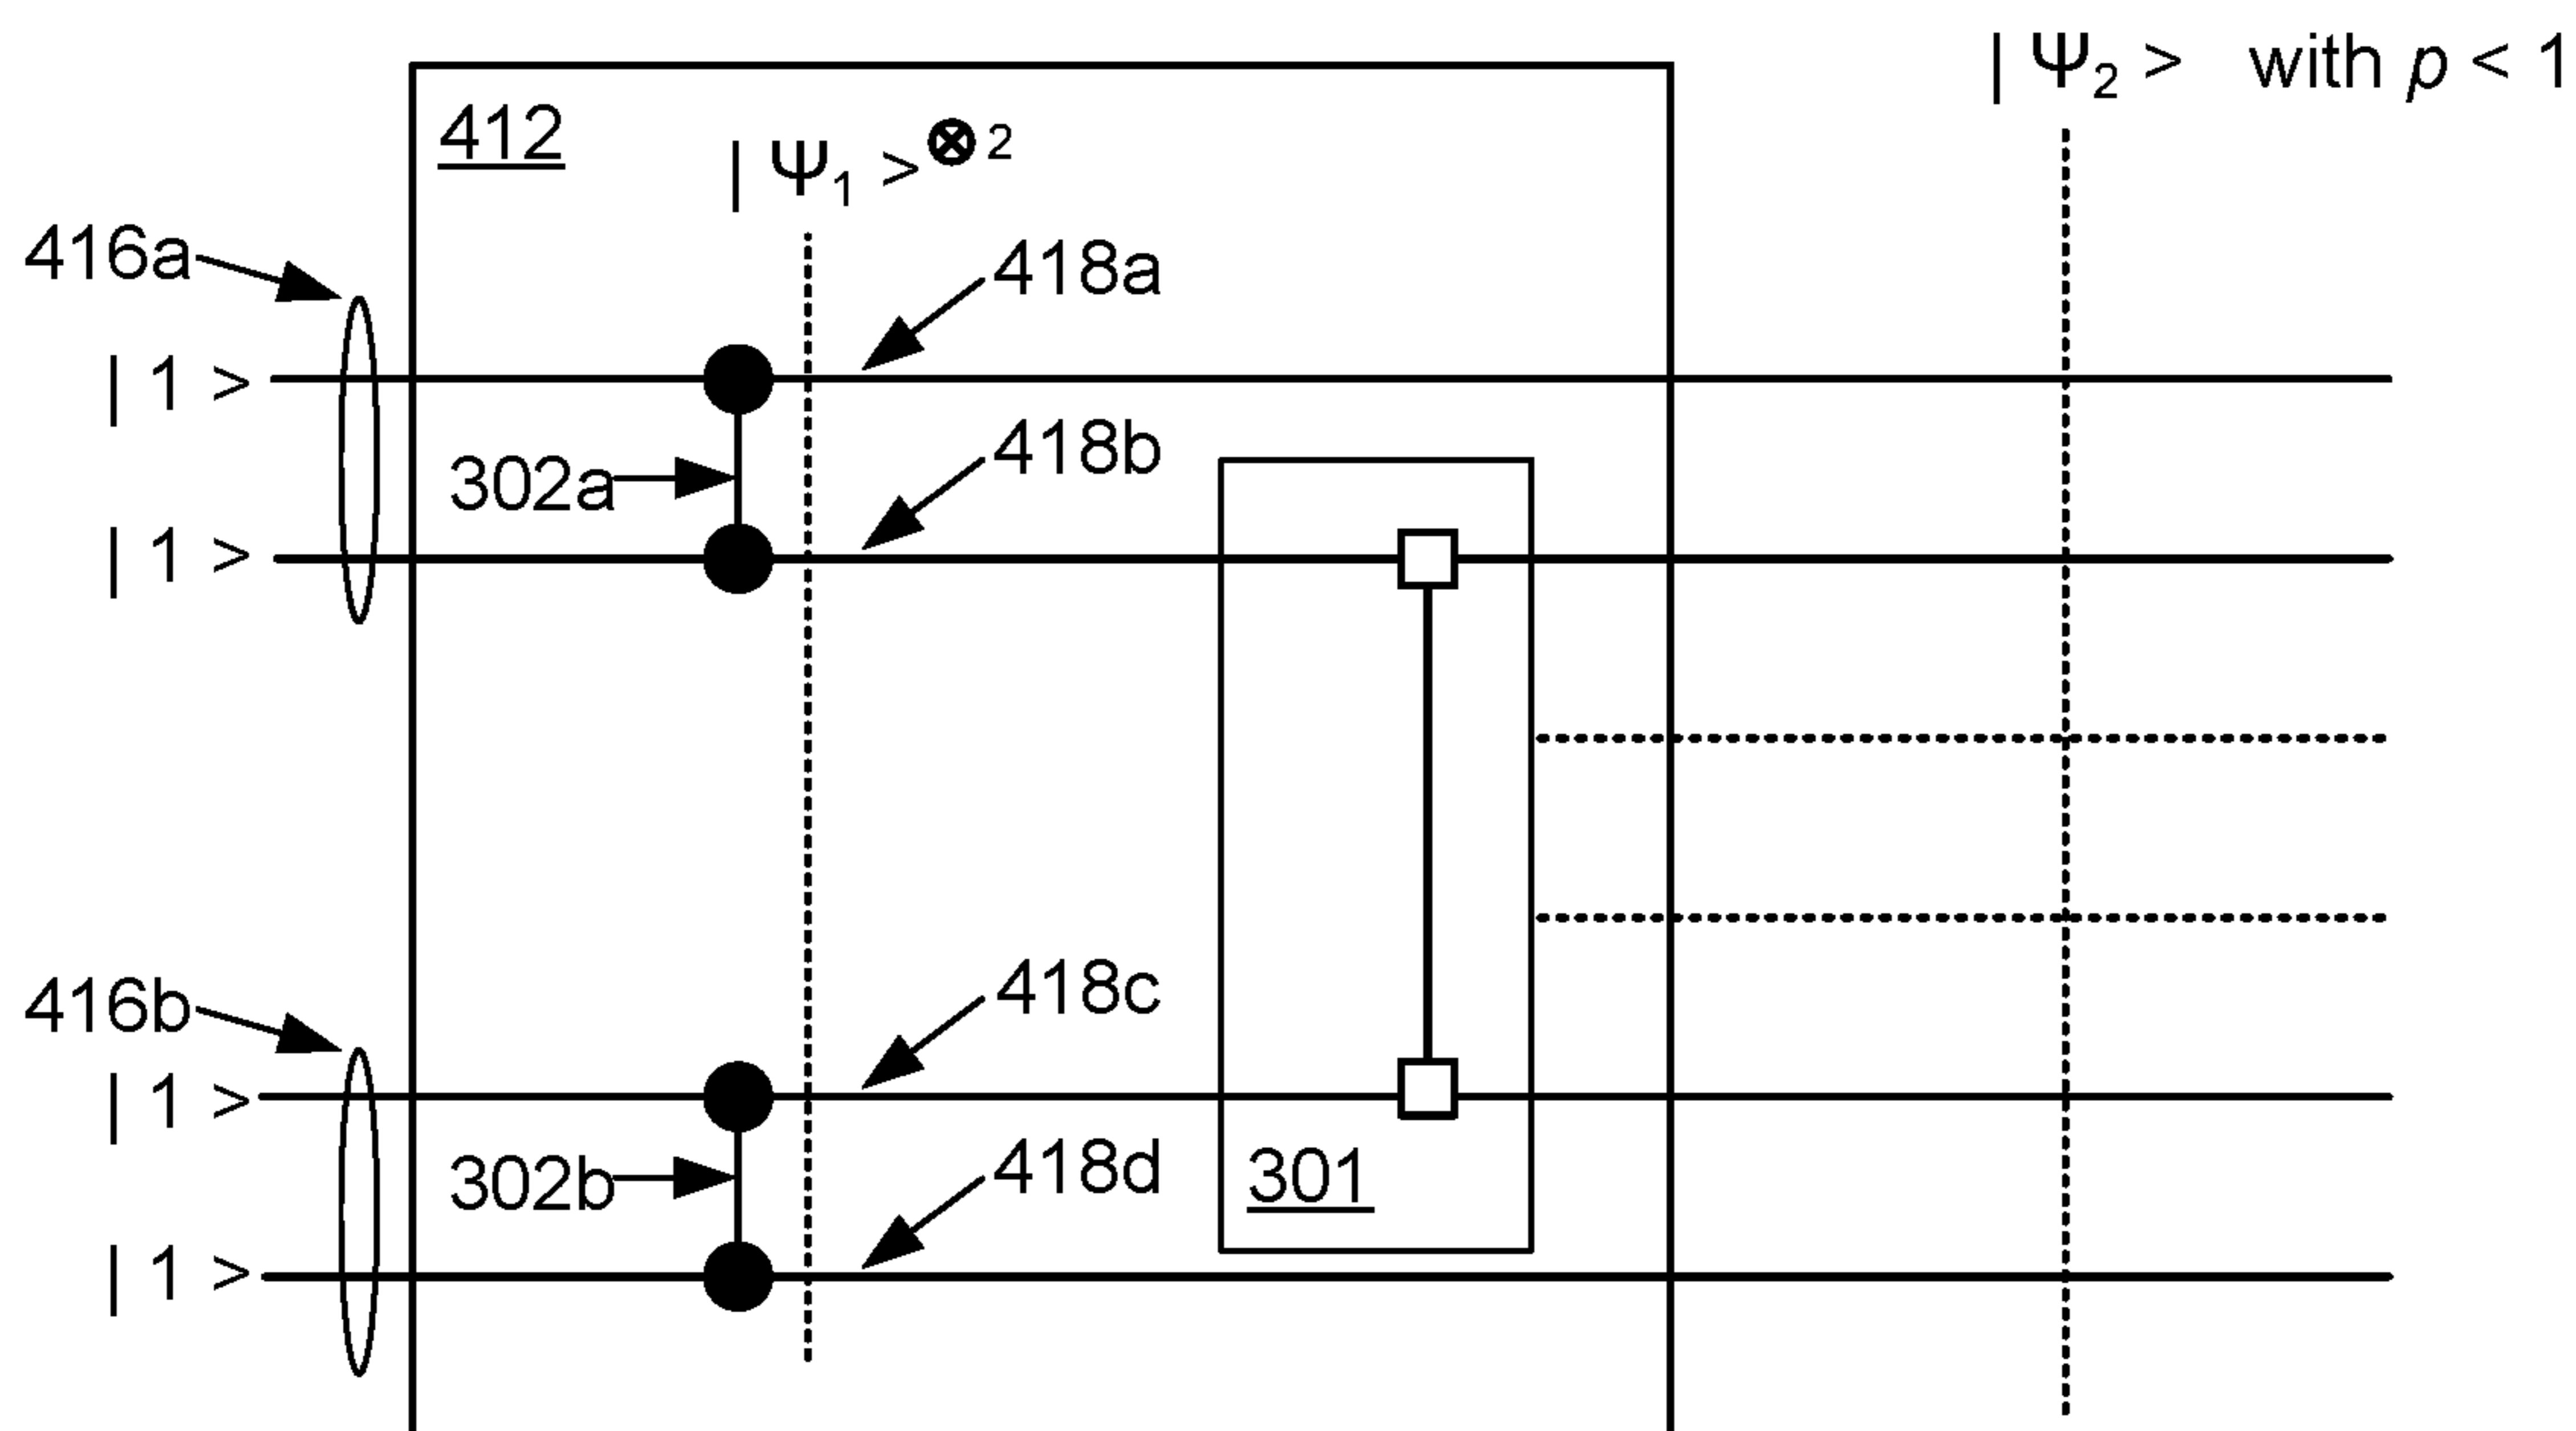 | Ψ2 > with p < 1
412
| Ψ1 >⊗2
416a
418a
| 1 >
418b
302a
| 1 >
418c
416b
| 1 >
418d
302b
301
| 1 >